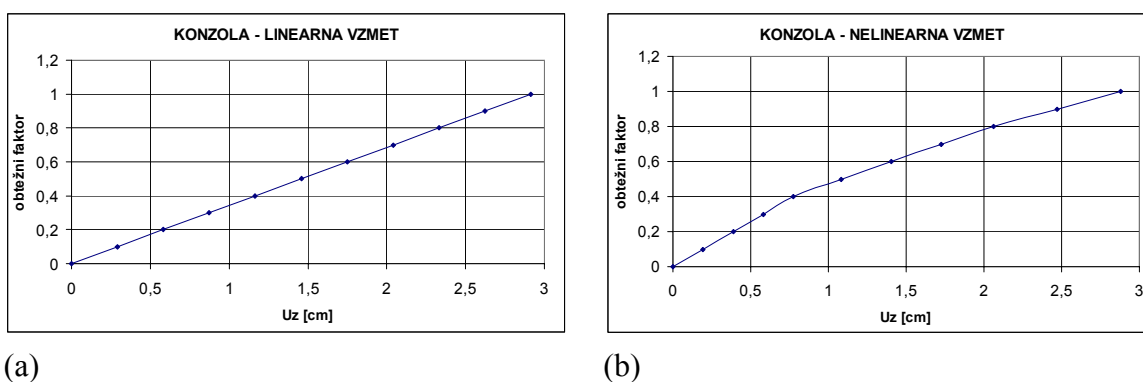 KONZOLA - LINEARNA VZMET
obtežni faktor
1,2
1
0,8
0,6
0,4
0,2
0
0 0,5 1 1,5 2 2,5 3
Uz [cm]
(a)
KONZOLA - NELINEARNA VZMET
obtežni faktor
1,2
1
0,8
0,6
0,4
0,2
0
0 0,5 1 1,5 2 2,5 3
Uz [cm]
(b)